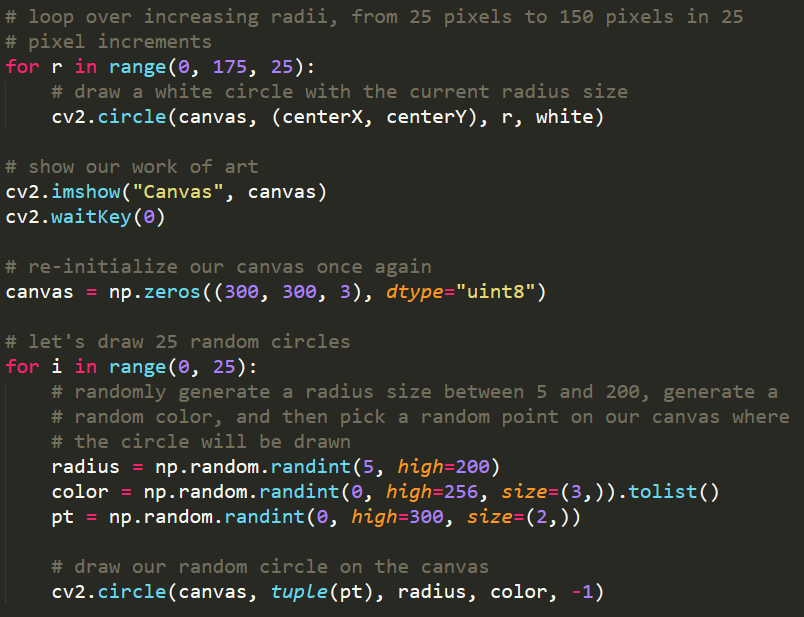 # loop over increasing radii, from 25 pixels to 150 pixels in 25
# pixel increments
for r in range(0, 175, 25):
    # draw a white circle with the current radius size
    cv2.circle(canvas, (centerX, centerY), r, white)

# show our work of art
cv2.imshow("Canvas", canvas)
cv2.waitKey(0)

# re-initialize our canvas once again
canvas = np.zeros((300, 300, 3), dtype="uint8")

# let's draw 25 random circles
for i in range(0, 25):
    # randomly generate a radius size between 5 and 200, generate a
    # random color, and then pick a random point on our canvas where
    # the circle will be drawn
    radius = np.random.randint(5, high=200)
    color = np.random.randint(0, high=256, size=(3,)).tolist()
    pt = np.random.randint(0, high=300, size=(2,))

    # draw our random circle on the canvas
    cv2.circle(canvas, tuple(pt), radius, color, -1)